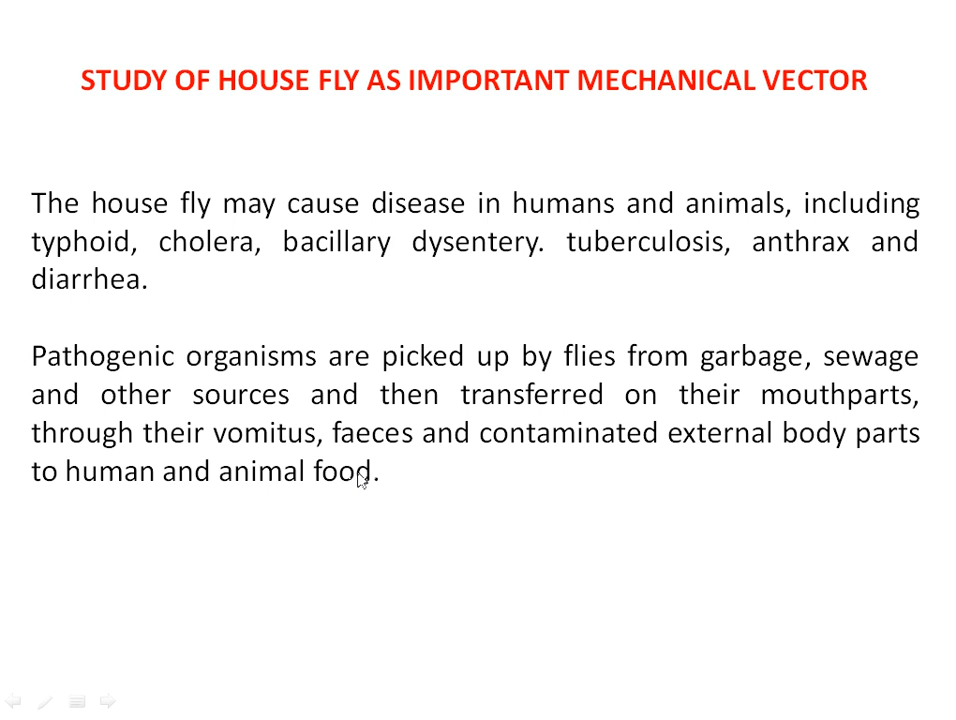 STUDY OF HOUSE FLY AS IMPORTANT MECHANICAL VECTOR
The house fly may cause disease in humans and animals, including
typhoid, cholera, bacillary dysentery. tuberculosis, anthrax and
diarrhea.
Pathogenic organisms are picked up by flies from garbage, sewage
and other sources and then transferred on their mouthparts,
through their vomitus, faeces and contaminated external body parts
to human and animal food.